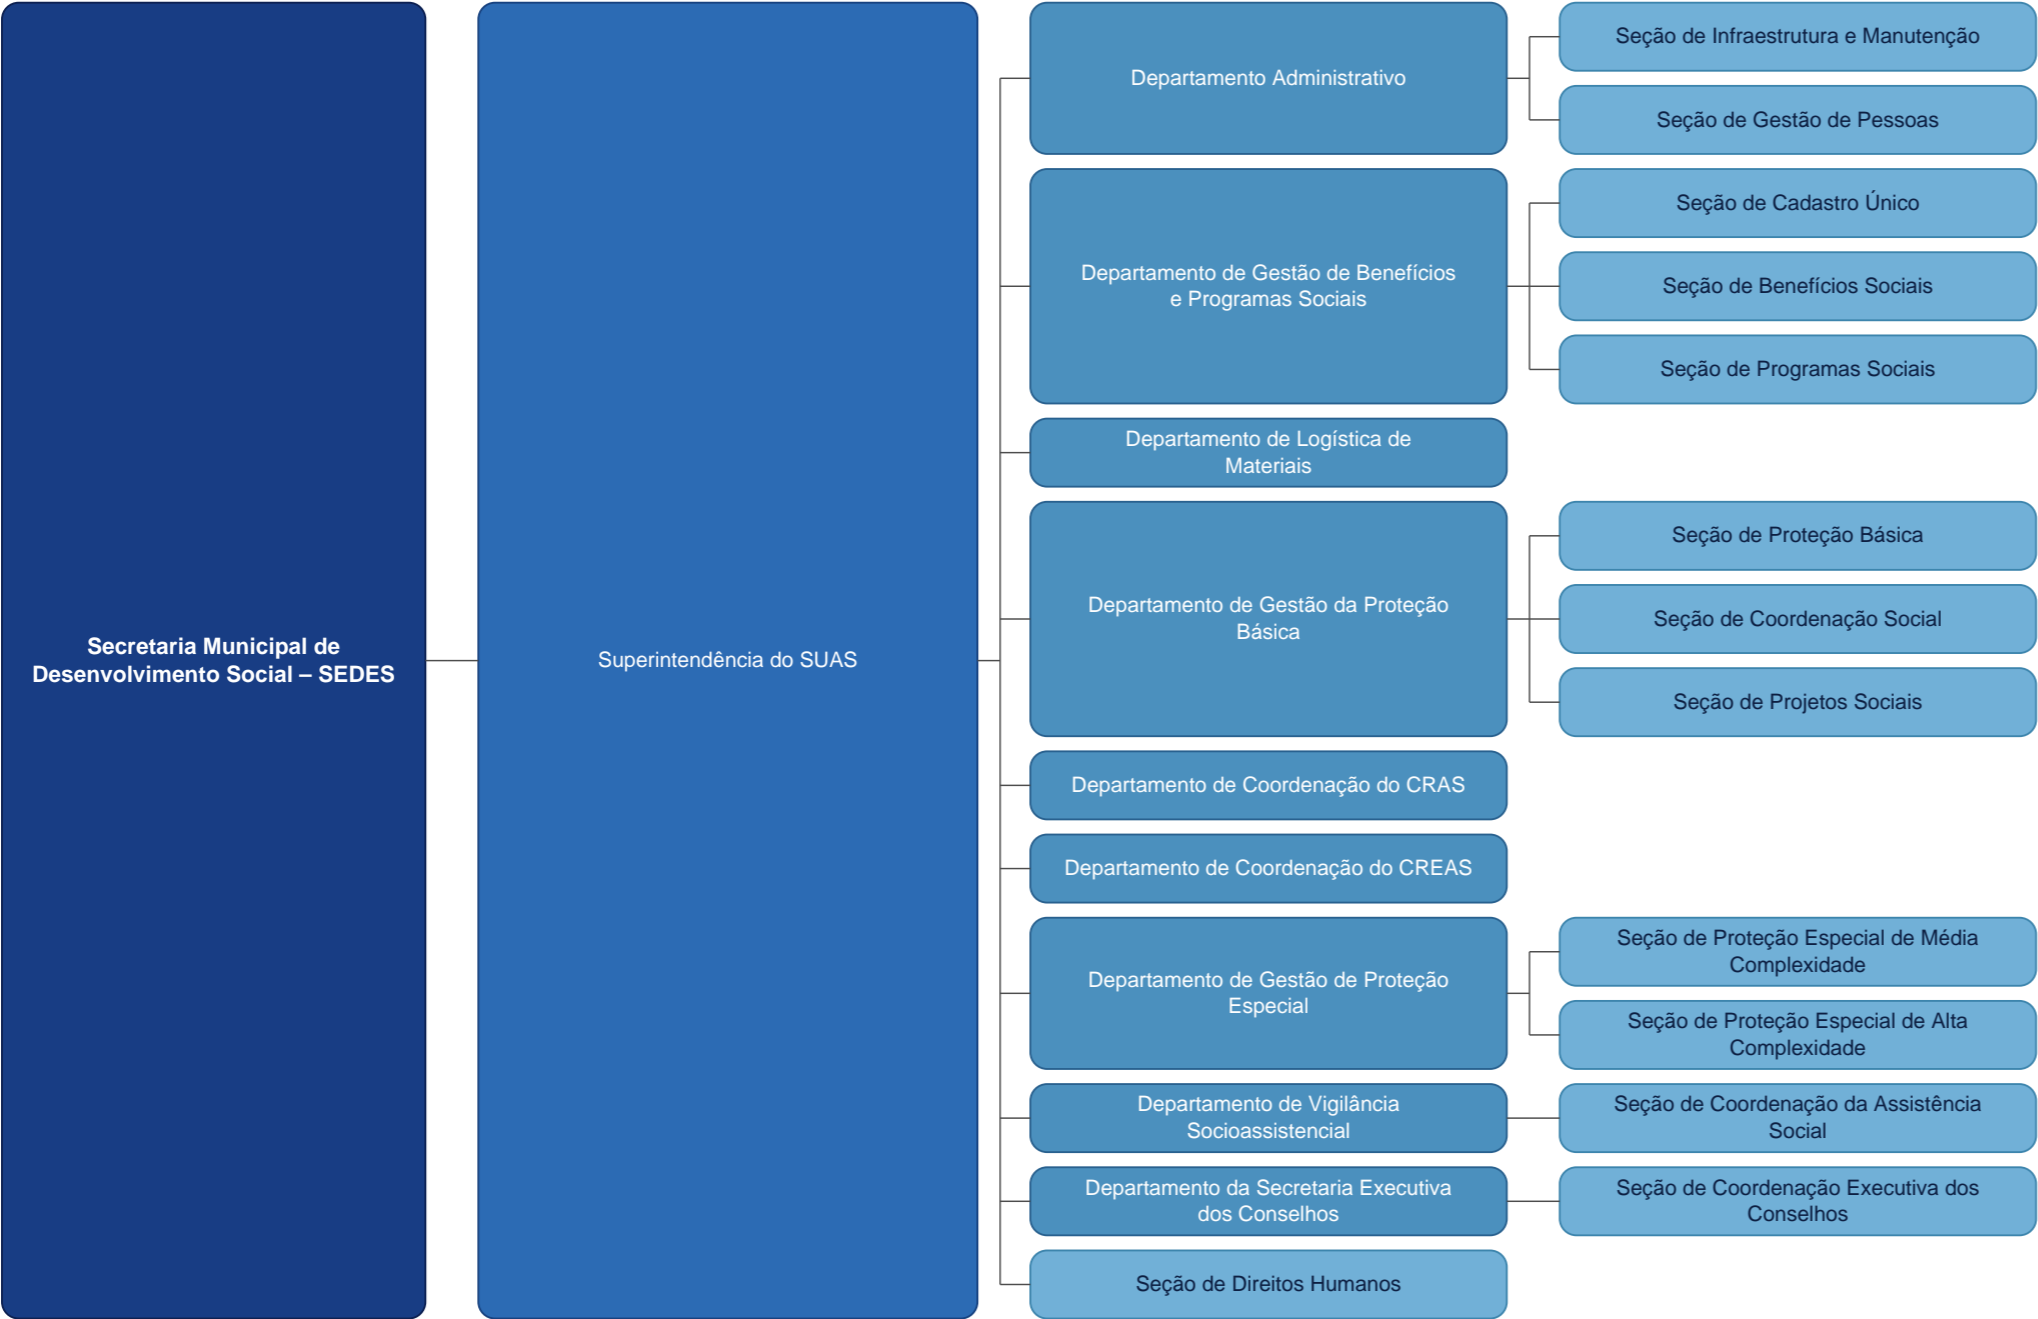 Secretaria Municipal de
Desenvolvimento Social – SEDES
Superintendência do SUAS
Departamento Administrativo
Seção de Infraestrutura e Manutenção
Seção de Gestão de Pessoas
Departamento de Gestão de Benefícios
e Programas Sociais
Seção de Cadastro Único
Seção de Benefícios Sociais
Seção de Programas Sociais
Departamento de Logística de
Materiais
Departamento de Gestão da Proteção
Básica
Seção de Proteção Básica
Seção de Coordenação Social
Seção de Projetos Sociais
Departamento de Coordenação do CRAS
Departamento de Coordenação do CREAS
Departamento de Gestão de Proteção
Especial
Seção de Proteção Especial de Média
Complexidade
Seção de Proteção Especial de Alta
Complexidade
Departamento de Vigilância
Socioassistencial
Seção de Coordenação da Assistência
Social
Departamento da Secretaria Executiva
dos Conselhos
Seção de Coordenação Executiva dos
Conselhos
Seção de Direitos Humanos